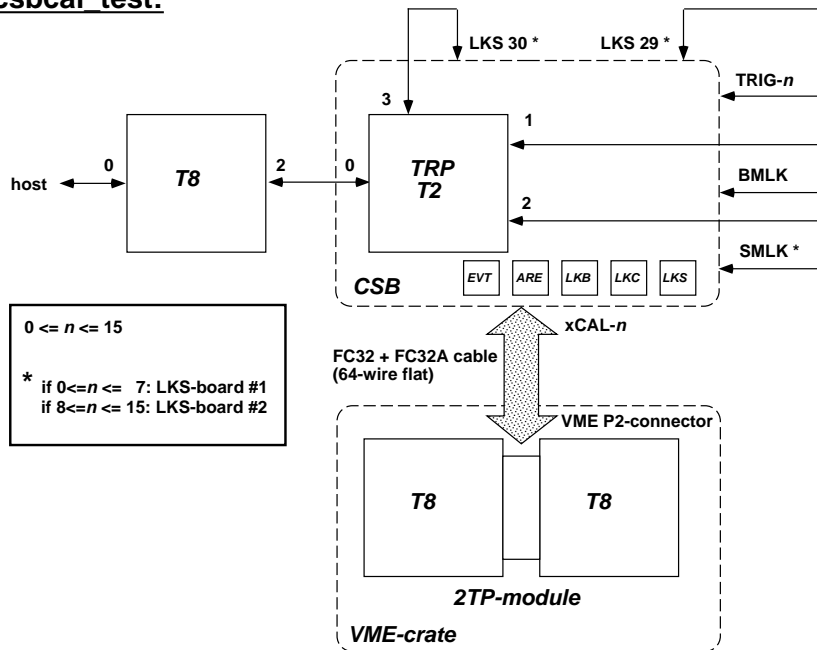 csbcal_test:
LKS 30 * LKS 29 *
TRIG-n
3
1
0 2 0
host T8 TRP
T2
BMLK
2
SMLK *
EVT ARE LKB LKC LKS
CSB
0 <= n <= 15
* if 0<=n <= 7: LKS-board #1
if 8<=n <= 15: LKS-board #2
xCAL-n
FC32 + FC32A cable
(64-wire flat)
VME P2-connector
T8 T8
2TP-module
VME-crate